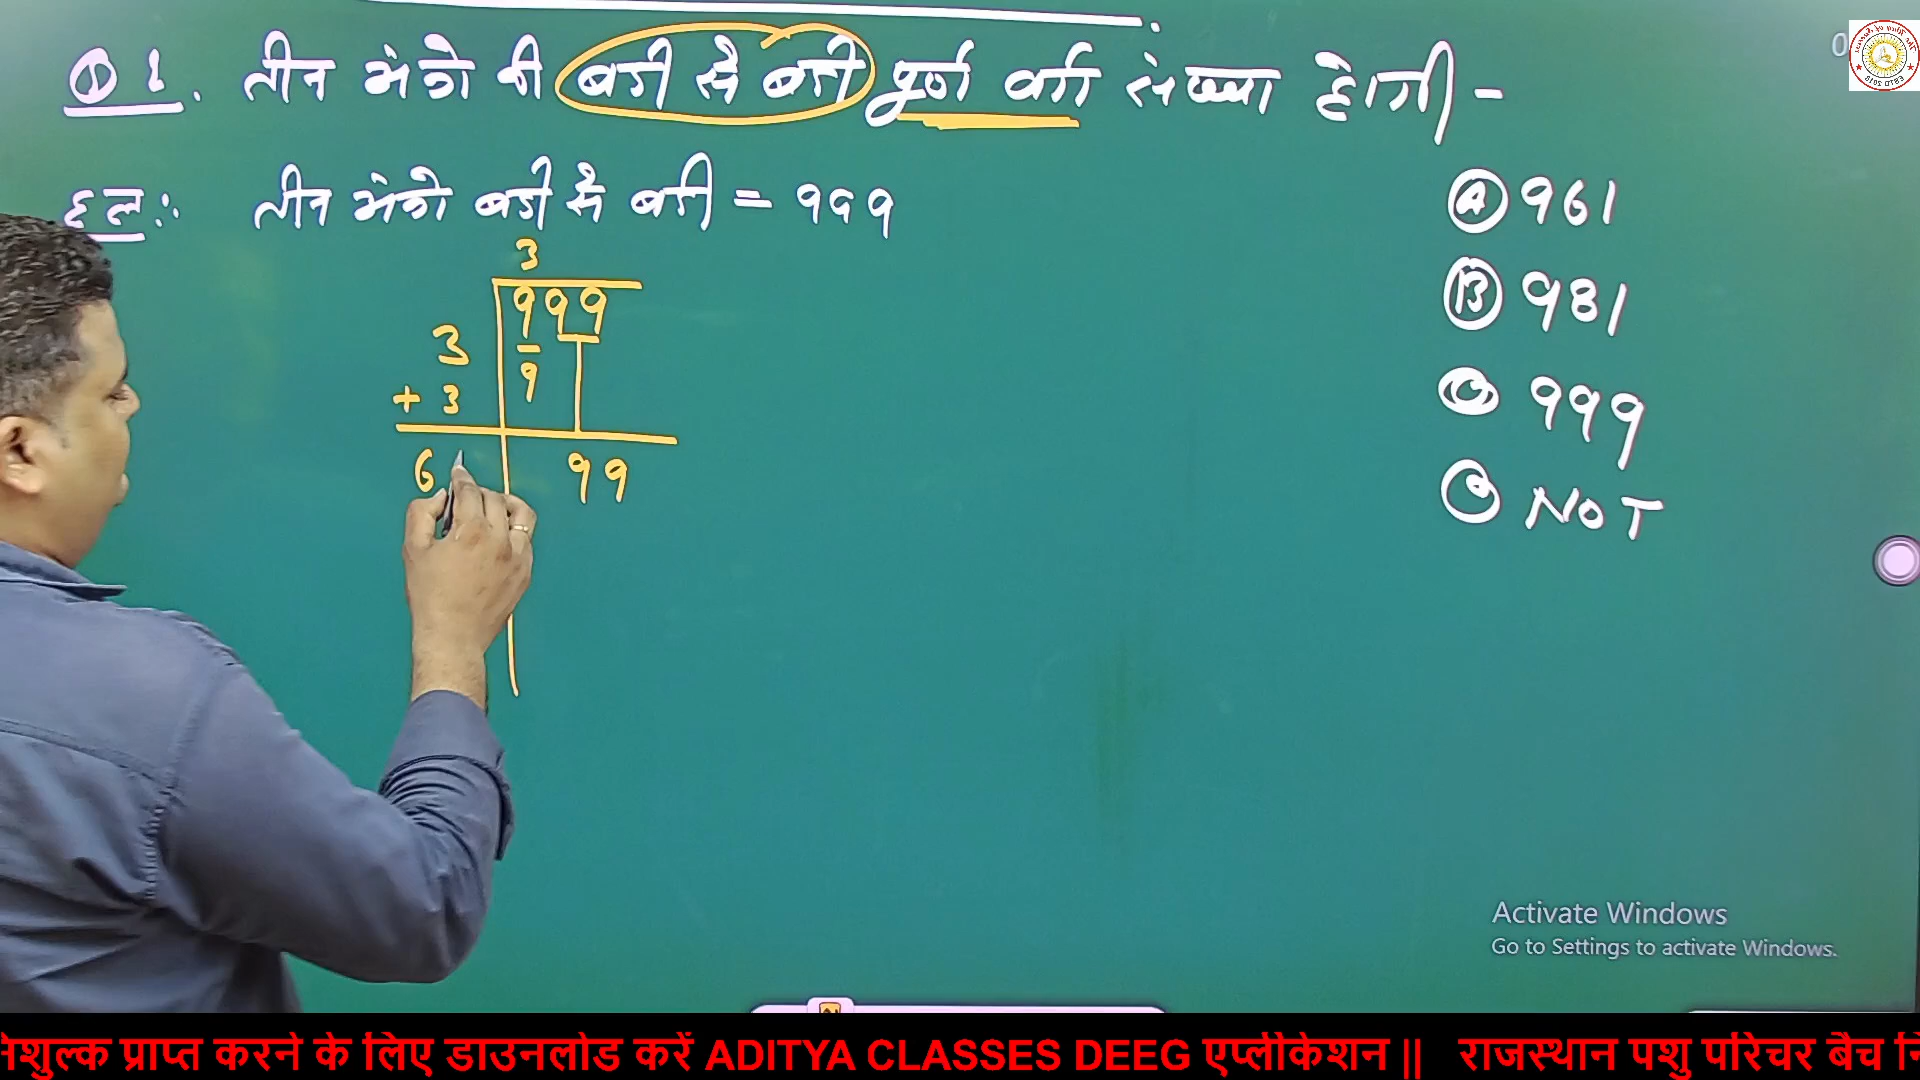 Q 1. तीन अंको की बडी से बडी पूर्ण वर्ग संख्या होगी -
हल:- तीन अंको बडी से बडी = 999
3
999
3
9
+ 3
6 99
A 961
B 981
C 999
D NOT
Activate Windows
Go to Settings to activate Windows.
नेशुल्क प्राप्त करने के लिए डाउनलोड करें ADITYA CLASSES DEEG एप्लीकेशन || राजस्थान पशु परिचर बैच नि